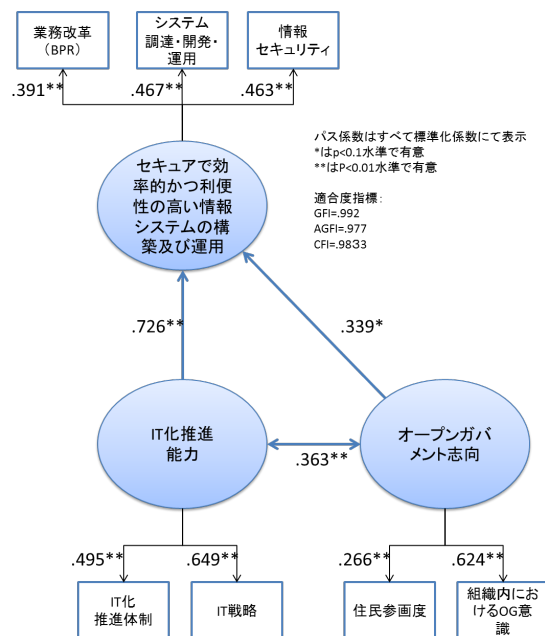 業務改革
(BPR)
システム
調達・開発・
運用
情報
セキュリティ
.391**
.467**
.463**
パス係数はすべて標準化係数にて表示
*はp<0.1水準で有意
**はP<0.01水準で有意
適合度指標:
GFI=.992
AGFI=.977
CFI=.9833
セキュアで効
率的かつ利便
性の高い情報
システムの構
築及び運用
.726**
.339*
IT化推進
能力
オープンガバ
メント志向
.363**
.495**
.649**
.266**
.624**
IT化
推進体制
IT戦略
住民参画度
組織内にお
けるOG意
識